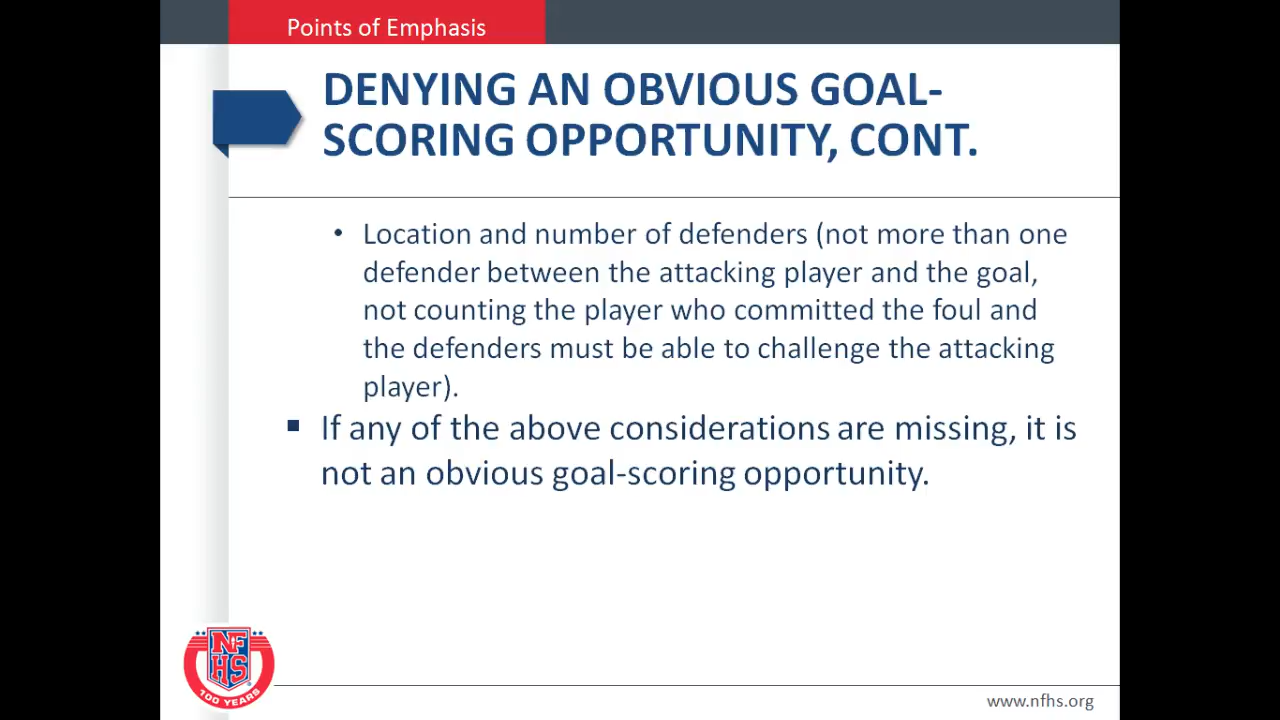 Points of Emphasis
DENYING AN OBVIOUS GOAL-
SCORING OPPORTUNITY, CONT.
• Location and number of defenders (not more than one
defender between the attacking player and the goal,
not counting the player who committed the foul and
the defenders must be able to challenge the attacking
player).
▪ If any of the above considerations are missing, it is
not an obvious goal-scoring opportunity.
NF
HS
100 YEARS
www.nfhs.org